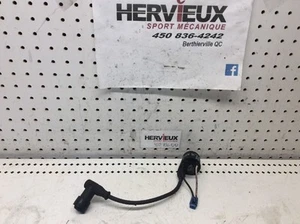 HERVIEUX
SPORT MÉCANIQUE
450 836-4242
Berthierville QC
f
HERVIEUX